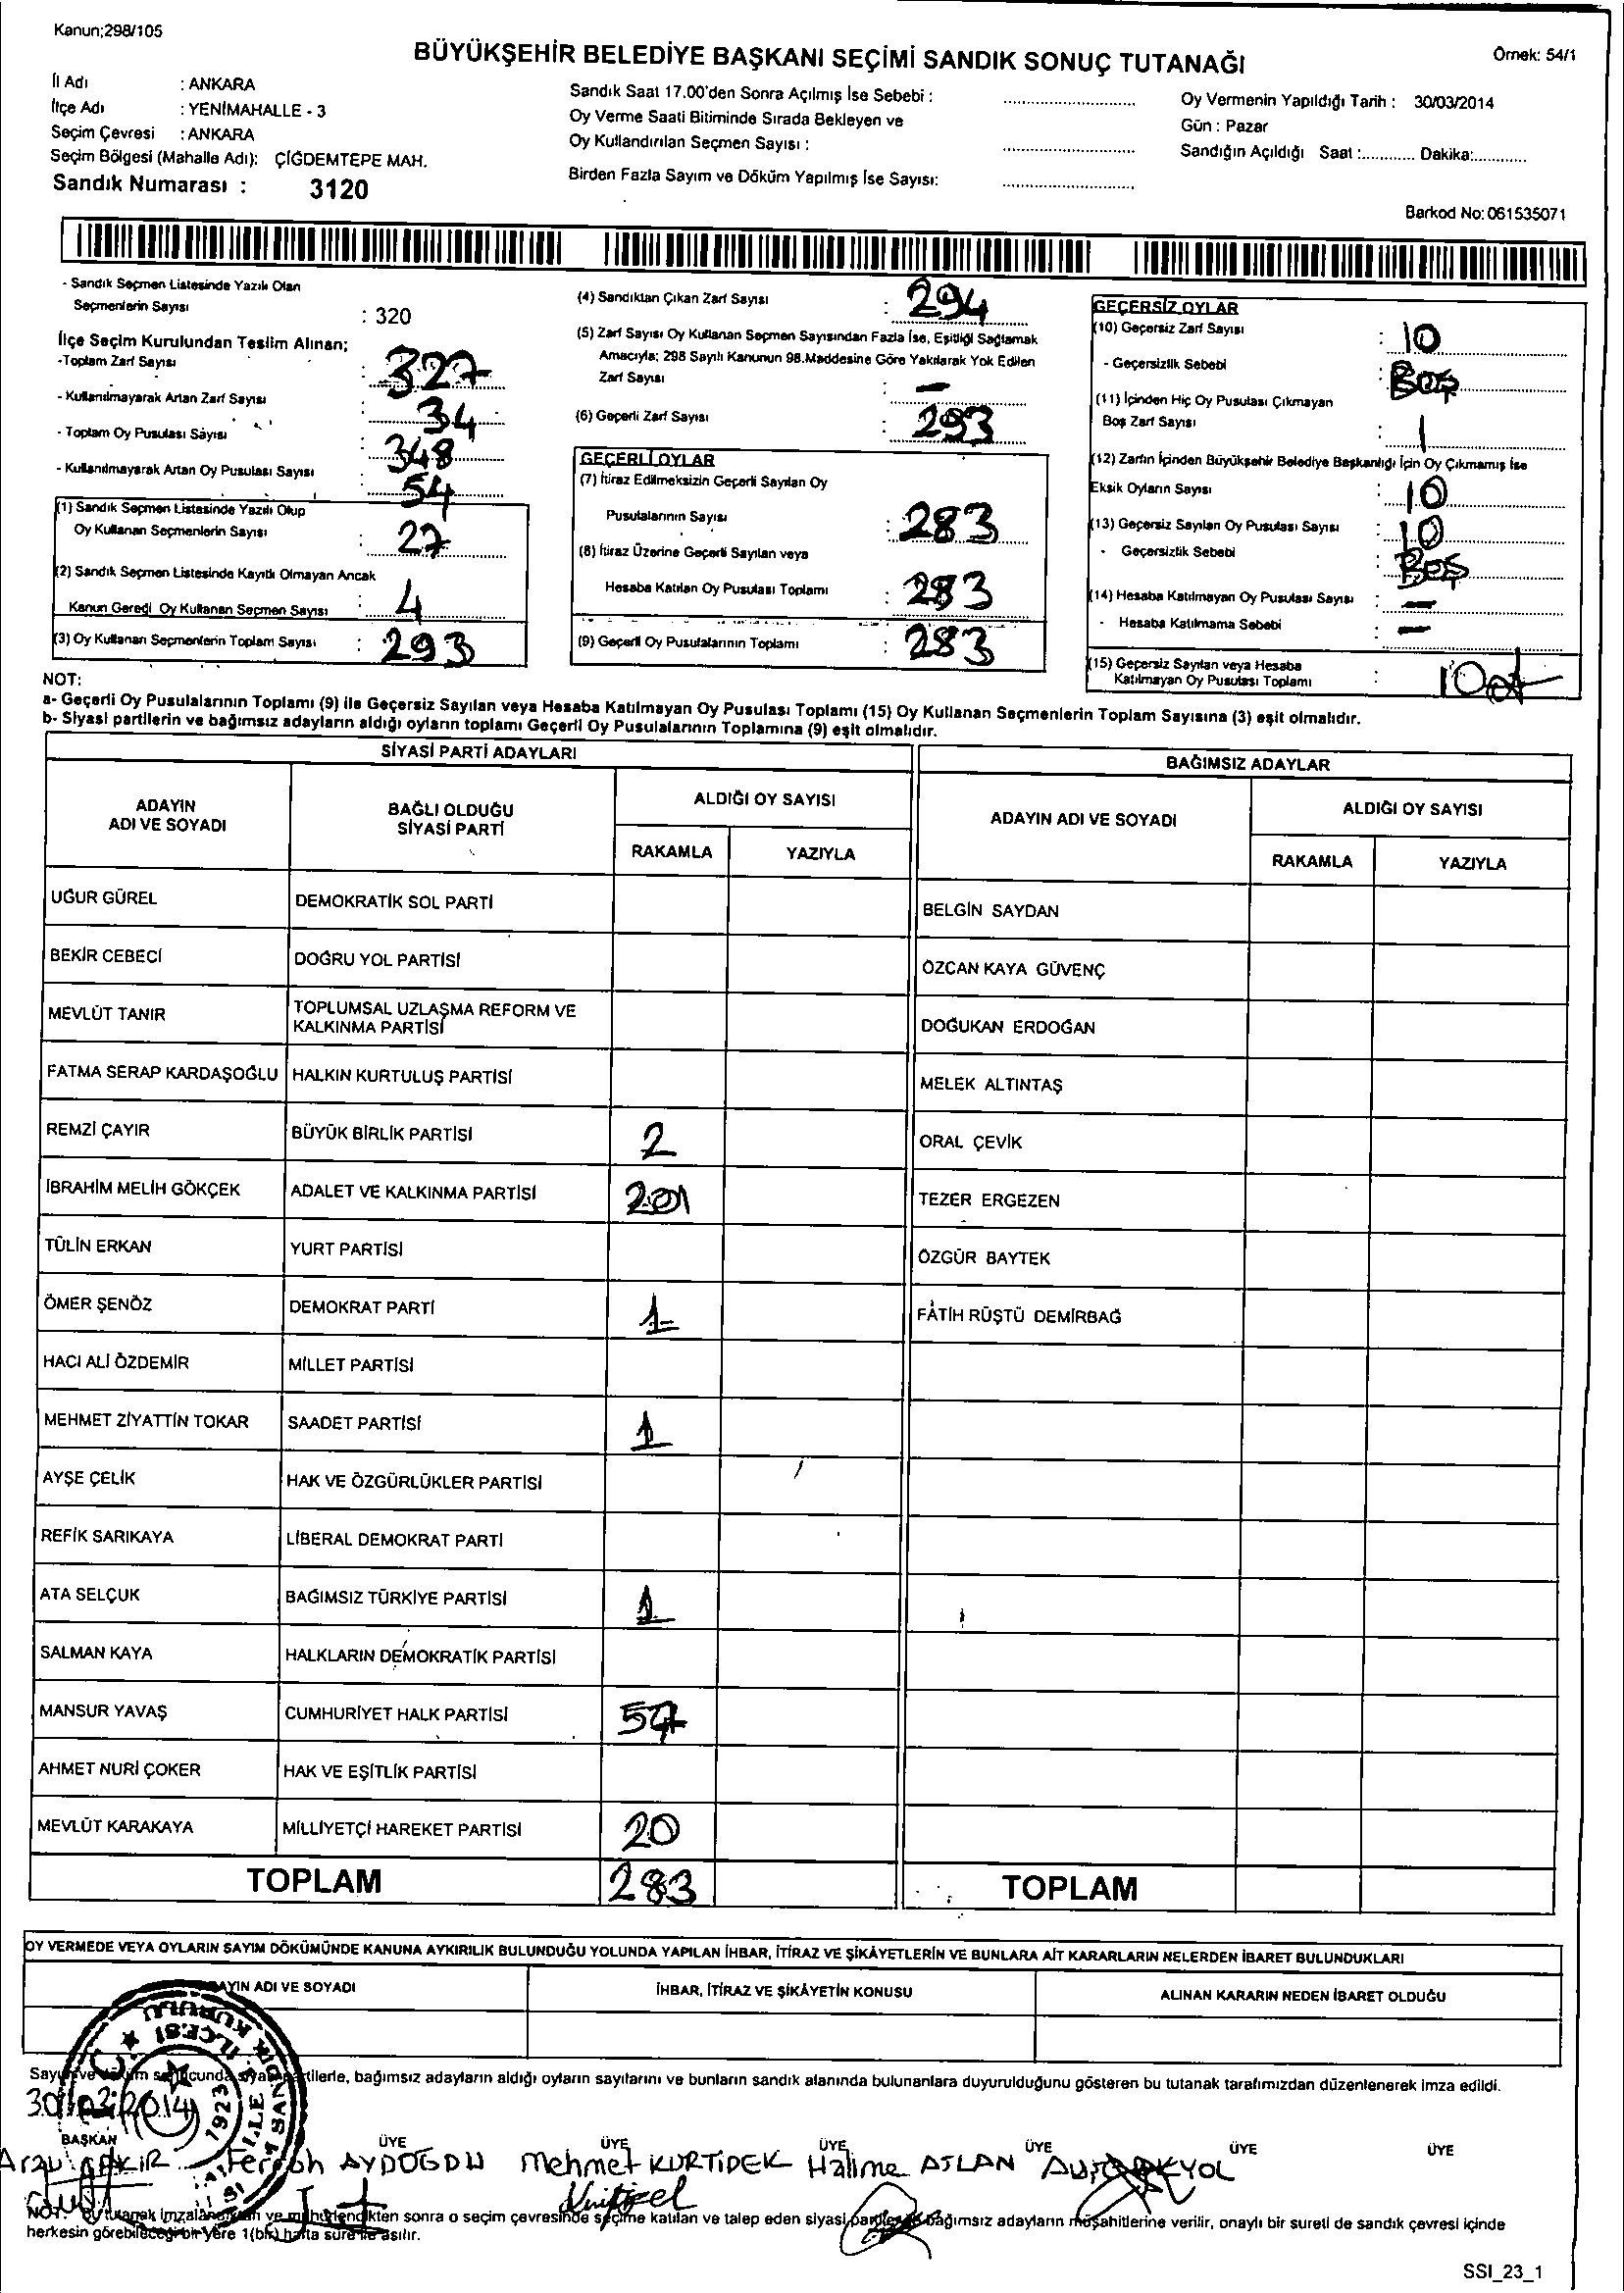 Kanun;298/105
BÜYÜKŞEHİR BELEDİYE BAŞKANI SEÇİMİ SANDIK SONUÇ TUTANAĞI
Örnek: 54/1
İl Adı : ANKARA
İlçe Adı : YENİMAHALLE - 3
Seçim Çevresi : ANKARA
Seçim Bölgesi (Mahalle Adı): ÇİĞDEMTEPE MAH.
Sandık Numarası : 3120
Sandık Saat 17.00'den Sonra Açılmış İse Sebebi :
Oy Verme Saati Bitiminde Sırada Bekleyen ve
Oy Kullandırılan Seçmen Sayısı :
Birden Fazla Sayım ve Döküm Yapılmış İse Sayısı:
Oy Vermenin Yapıldığı Tarih : 30/03/2014
Gün : Pazar
Sandığın Açıldığı Saat :............ Dakika:............
Barkod No: 061535071
- Sandık Seçmen Listesinde Yazılı Olan
Seçmenlerin Sayısı : 320
İlçe Seçim Kurulundan Teslim Alınan;
-Toplam Zarf Sayısı : 327
- Kullanılmayarak Artan Zarf Sayısı : 34
- Toplam Oy Pusulası Sayısı : 348
- Kullanılmayarak Artan Oy Pusulası Sayısı : 54
(1) Sandık Seçmen Listesinde Yazılı Olup
Oy Kullanan Seçmenlerin Sayısı : 27
(2) Sandık Seçmen Listesinde Kayıtlı Olmayan Ancak
Kanun Gereği Oy Kullanan Seçmen Sayısı : 4
(3) Oy Kullanan Seçmenlerin Toplam Sayısı : 293
(4) Sandıktan Çıkan Zarf Sayısı : 294
(5) Zarf Sayısı Oy Kullanan Seçmen Sayısından Fazla İse, Eşitliği Sağlamak
Amacıyla; 298 Sayılı Kanunun 98.Maddesine Göre Yakılarak Yok Edilen
Zarf Sayısı : -
(6) Geçerli Zarf Sayısı : 293
GEÇERLİ OYLAR
(7) İtiraz Edilmeksizin Geçerli Sayılan Oy
Pusulalarının Sayısı : 283
(8) İtiraz Üzerine Geçerli Sayılan veya
Hesaba Katılan Oy Pusulası Toplamı : 283
(9) Geçerli Oy Pusulalarının Toplamı : 283
GEÇERSİZ OYLAR
(10) Geçersiz Zarf Sayısı : 10
- Geçersizlik Sebebi : Boş
(11) İçinden Hiç Oy Pusulası Çıkmayan
Boş Zarf Sayısı : 1
(12) Zarfın İçinden Büyükşehir Belediye Başkanlığı İçin Oy Çıkmamış İse
Eksik Oyların Sayısı : 10
(13) Geçersiz Sayılan Oy Pusulası Sayısı : 10
- Geçersizlik Sebebi : Boş
(14) Hesaba Katılmayan Oy Pusulası Sayısı : -
- Hesaba Katılmama Sebebi : -
(15) Geçersiz Sayılan veya Hesaba
Katılmayan Oy Pusulası Toplamı : 10
NOT:
a- Geçerli Oy Pusulalarının Toplamı (9) ile Geçersiz Sayılan veya Hesaba Katılmayan Oy Pusulası Toplamı (15) Oy Kullanan Seçmenlerin Toplam Sayısına (3) eşit olmalıdır.
b- Siyasi partilerin ve bağımsız adayların aldığı oyların toplamı Geçerli Oy Pusulalarının Toplamına (9) eşit olmalıdır.
SİYASİ PARTİ ADAYLARI
ADAYIN ADI VE SOYADI
BAĞLI OLDUĞU SİYASİ PARTİ
ALDIĞI OY SAYISI
RAKAMLA YAZIYLA
UĞUR GÜREL DEMOKRATİK SOL PARTİ
BEKİR CEBECİ DOĞRU YOL PARTİSİ
MEVLÜT TANIR TOPLUMSAL UZLAŞMA REFORM VE
KALKINMA PARTİSİ
FATMA SERAP KARDAŞOĞLU HALKIN KURTULUŞ PARTİSİ
REMZİ ÇAYIR BÜYÜK BİRLİK PARTİSİ 2
İBRAHİM MELİH GÖKÇEK ADALET VE KALKINMA PARTİSİ 201
TÜLİN ERKAN YURT PARTİSİ
ÖMER ŞENÖZ DEMOKRAT PARTİ 1
HACI ALİ ÖZDEMİR MİLLET PARTİSİ
MEHMET ZİYATTİN TOKAR SAADET PARTİSİ 1
AYŞE ÇELİK HAK VE ÖZGÜRLÜKLER PARTİSİ
REFİK SARIKAYA LİBERAL DEMOKRAT PARTİ
ATA SELÇUK BAĞIMSIZ TÜRKİYE PARTİSİ 1
SALMAN KAYA HALKLARIN DEMOKRATİK PARTİSİ
MANSUR YAVAŞ CUMHURİYET HALK PARTİSİ 57
AHMET NURİ ÇOKER HAK VE EŞİTLİK PARTİSİ
MEVLÜT KARAKAYA MİLLİYETÇİ HAREKET PARTİSİ 20
TOPLAM 283
BAĞIMSIZ ADAYLAR
ADAYIN ADI VE SOYADI
ALDIĞI OY SAYISI
RAKAMLA YAZIYLA
BELGİN SAYDAN
ÖZCAN KAYA GÜVENÇ
DOĞUKAN ERDOĞAN
MELEK ALTINTAŞ
ORAL ÇEVİK
TEZER ERGEZEN
ÖZGÜR BAYTEK
FATİH RÜŞTÜ DEMİRBAĞ
TOPLAM
OY VERMEDE VEYA OYLARIN SAYIM DÖKÜMÜNDE KANUNA AYKIRILIK BULUNDUĞU YOLUNDA YAPILAN İHBAR, İTİRAZ VE ŞİKÂYETLERİN VE BUNLARA AİT KARARLARIN NELERDEN İBARET BULUNDUKLARI
ADI VE SOYADI
İHBAR, İTİRAZ VE ŞİKÂYETİN KONUSU
ALINAN KARARIN NEDEN İBARET OLDUĞU
bağımsız adayların aldığı oyların sayılarını ve bunların sandık alanında bulunanlara duyurulduğunu gösteren bu tutanak tarafımızdan düzenlenerek imza edildi.
30/03/2014
BAŞKAN ÜYE ÜYE ÜYE ÜYE ÜYE ÜYE
Arzu AYDOĞDU Mehmet KURTİPEK Halime ASLAN
NOT: Bu tutanak ve mühürlendikten sonra o seçim çevresinde seçime katılan ve talep eden siyasi bağımsız adayların müşahitlerine verilir, onaylı bir sureti de sandık çevresi içinde
herkesin görebileceği bir yere 1(bir) hafta süre ile asılır.
SSI_23_1